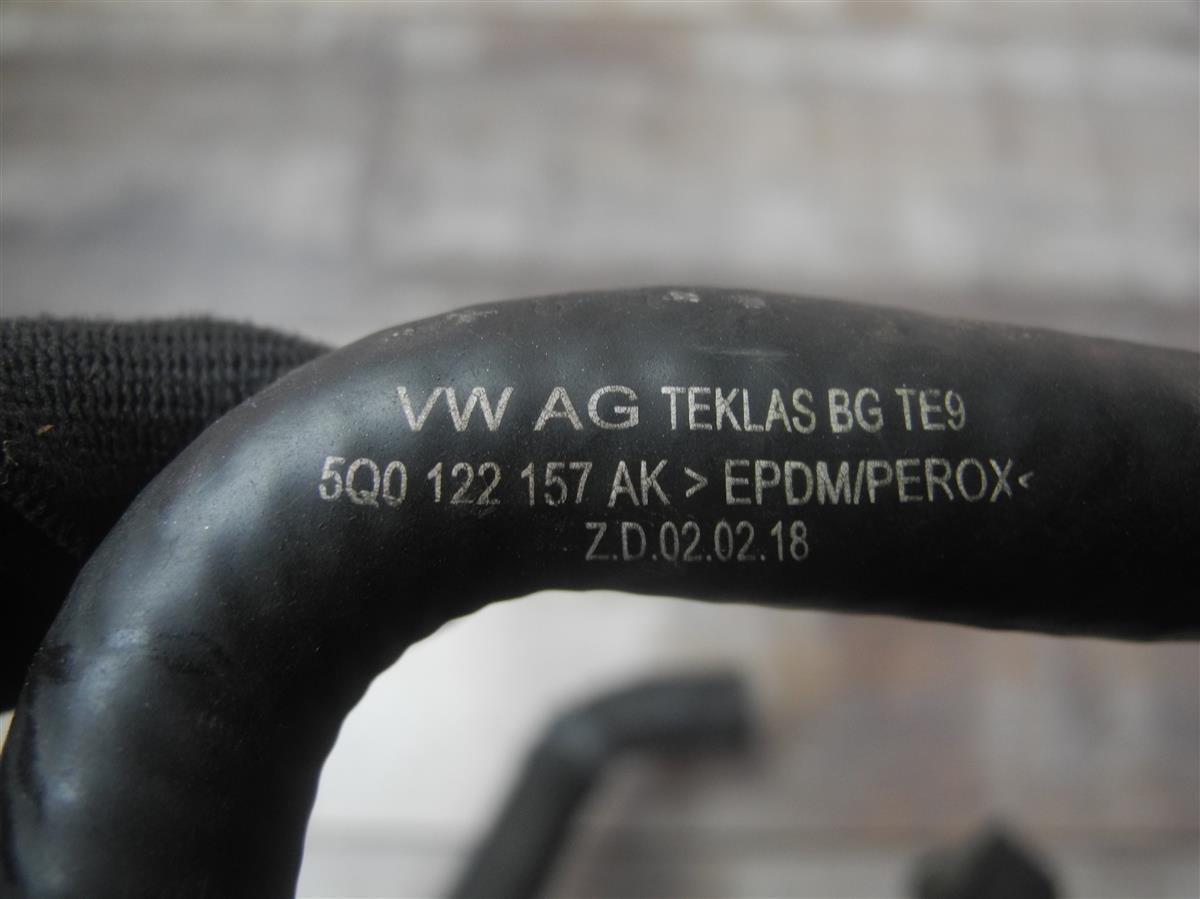 VW AG TEKLAS BG TE9
5Q0 122 157 AK > EPDM/PEROX<
Z.D.02.02.18